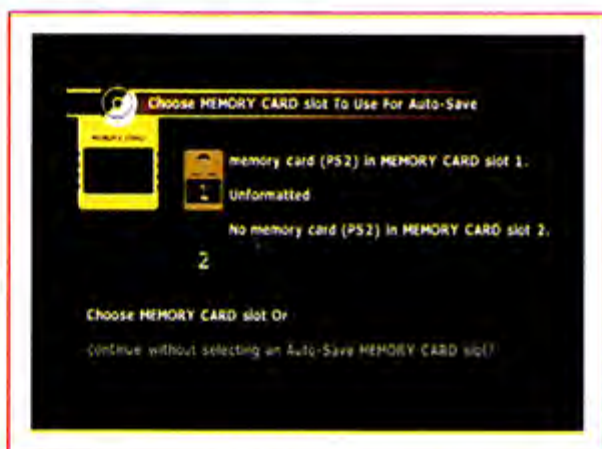 Choose MEMORY CARD slot To Use For Auto-Save
MEMORY CARD
memory card (PS2) in MEMORY CARD slot 1.
1
Unformatted
No memory card (PS2) in MEMORY CARD slot 2.
2
Choose MEMORY CARD slot Or
continue without selecting an Auto-Save MEMORY CARD slot?